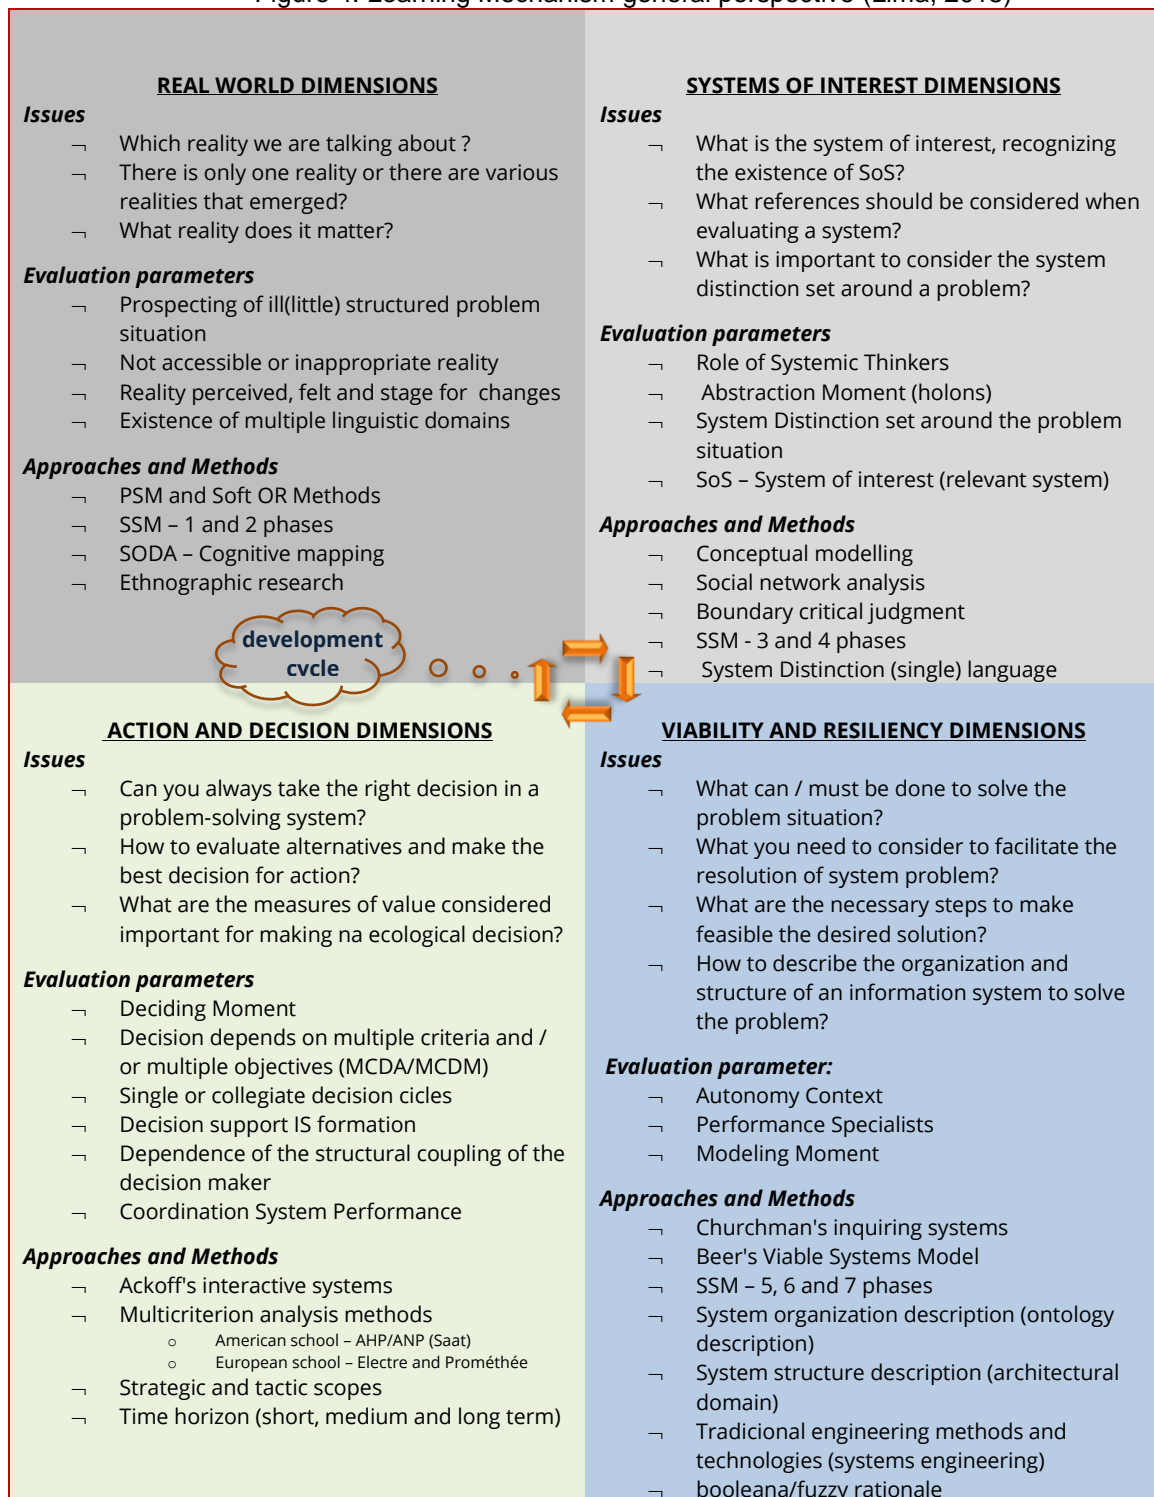 Figure 4. Learning Mechanism general perspective (Lima,
REAL WORLD DIMENSIONS
Issues
¬ Which reality we are talking about ?
¬ There is only one reality or there are various
realities that emerged?
¬ What reality does it matter?
Evaluation parameters
¬ Prospecting of ill(little) structured problem
situation
¬ Not accessible or inappropriate reality
¬ Reality perceived, felt and stage for changes
¬ Existence of multiple linguistic domains
Approaches and Methods
¬ PSM and Soft OR Methods
¬ SSM – 1 and 2 phases
¬ SODA – Cognitive mapping
¬ Ethnographic research
development
cycle
SYSTEMS OF INTEREST DIMENSIONS
Issues
¬ What is the system of interest, recognizing
the existence of SoS?
¬ What references should be considered when
evaluating a system?
¬ What is important to consider the system
distinction set around a problem?
Evaluation parameters
¬ Role of Systemic Thinkers
¬ Abstraction Moment (holons)
¬ System Distinction set around the problem
situation
¬ SoS – System of interest (relevant system)
Approaches and Methods
¬ Conceptual modelling
¬ Social network analysis
¬ Boundary critical judgment
¬ SSM - 3 and 4 phases
¬ System Distinction (single) language
ACTION AND DECISION DIMENSIONS
Issues
¬ Can you always take the right decision in a
problem-solving system?
¬ How to evaluate alternatives and make the
best decision for action?
¬ What are the measures of value considered
important for making na ecological decision?
Evaluation parameters
¬ Deciding Moment
¬ Decision depends on multiple criteria and /
or multiple objectives (MCDA/MCDM)
¬ Single or collegiate decision cicles
¬ Decision support IS formation
¬ Dependence of the structural coupling of the
decision maker
¬ Coordination System Performance
Approaches and Methods
¬ Ackoff's interactive systems
¬ Multicriterion analysis methods
o American school – AHP/ANP (Saat)
o European school – Electre and Prométhée
¬ Strategic and tactic scopes
¬ Time horizon (short, medium and long term)
VIABILITY AND RESILIENCY DIMENSIONS
Issues
¬ What can / must be done to solve the
problem situation?
¬ What you need to consider to facilitate the
resolution of system problem?
¬ What are the necessary steps to make
feasible the desired solution?
¬ How to describe the organization and
structure of an information system to solve
the problem?
Evaluation parameter:
¬ Autonomy Context
¬ Performance Specialists
¬ Modeling Moment
Approaches and Methods
¬ Churchman's inquiring systems
¬ Beer's Viable Systems Model
¬ SSM – 5, 6 and 7 phases
¬ System organization description (ontology
description)
¬ System structure description (architectural
domain)
¬ Tradicional engineering methods and
technologies (systems engineering)
¬ booleana/fuzzy rationale